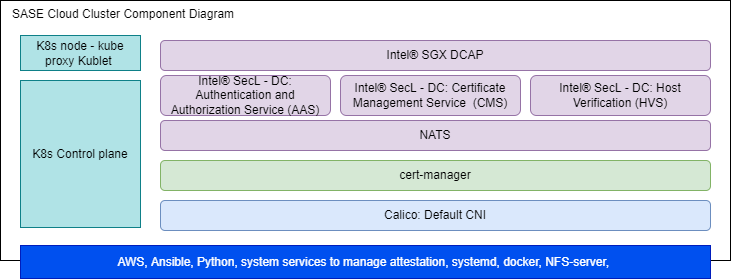 SASE Cloud Cluster Component Diagram
K8s node - kube
proxy Kublet
Intel® SGX DCAP
Intel® SecL - DC:
Authentication and
Authorization Service (AAS)
Intel® SecL - DC: Certificate
Management Service (CMS)
Intel® SecL - DC: Host
Verification (HVS)
K8s Control plane
NATS
cert-manager
Calico: Default CNI
AWS, Ansible, Python, system services to manage attestation, systemd, docker, NFS-server,